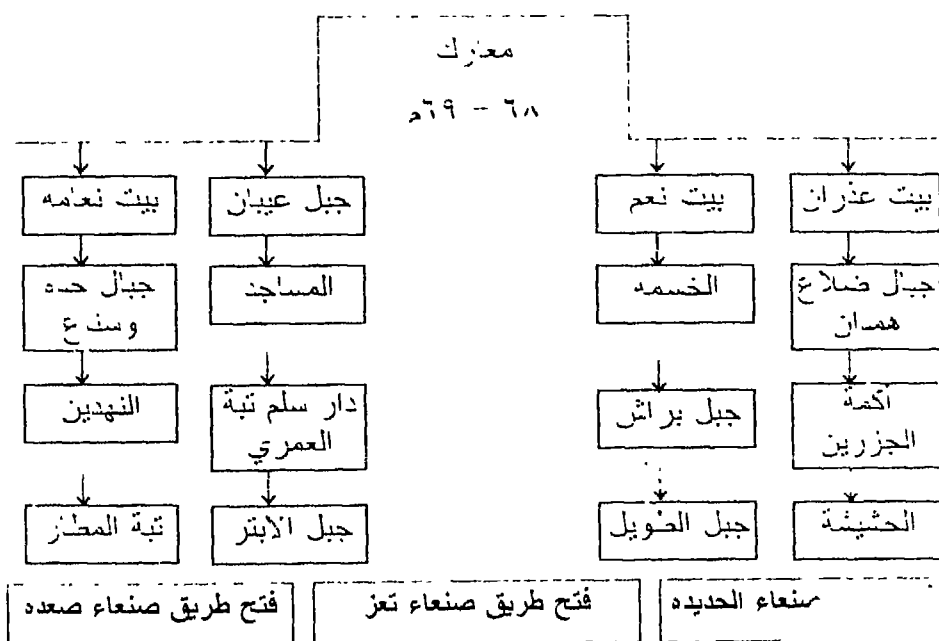 معارك
٦٨ - ٦٩م
بيت عذران
بيت نعم
جبل عيبان
بيت نعامه
جبال ضلاع
همدان
الخسمه
المساجد
جبال حده
وسنع
أكمة
الجزرين
جبل براش
دار سلم تبة
العمري
النهدين
الحشيشة
جبل الطويل
جبل الابتر
تبة المطار
صنعاء الحديده
فتح طريق صنعاء تعز
فتح طريق صنعاء صعده